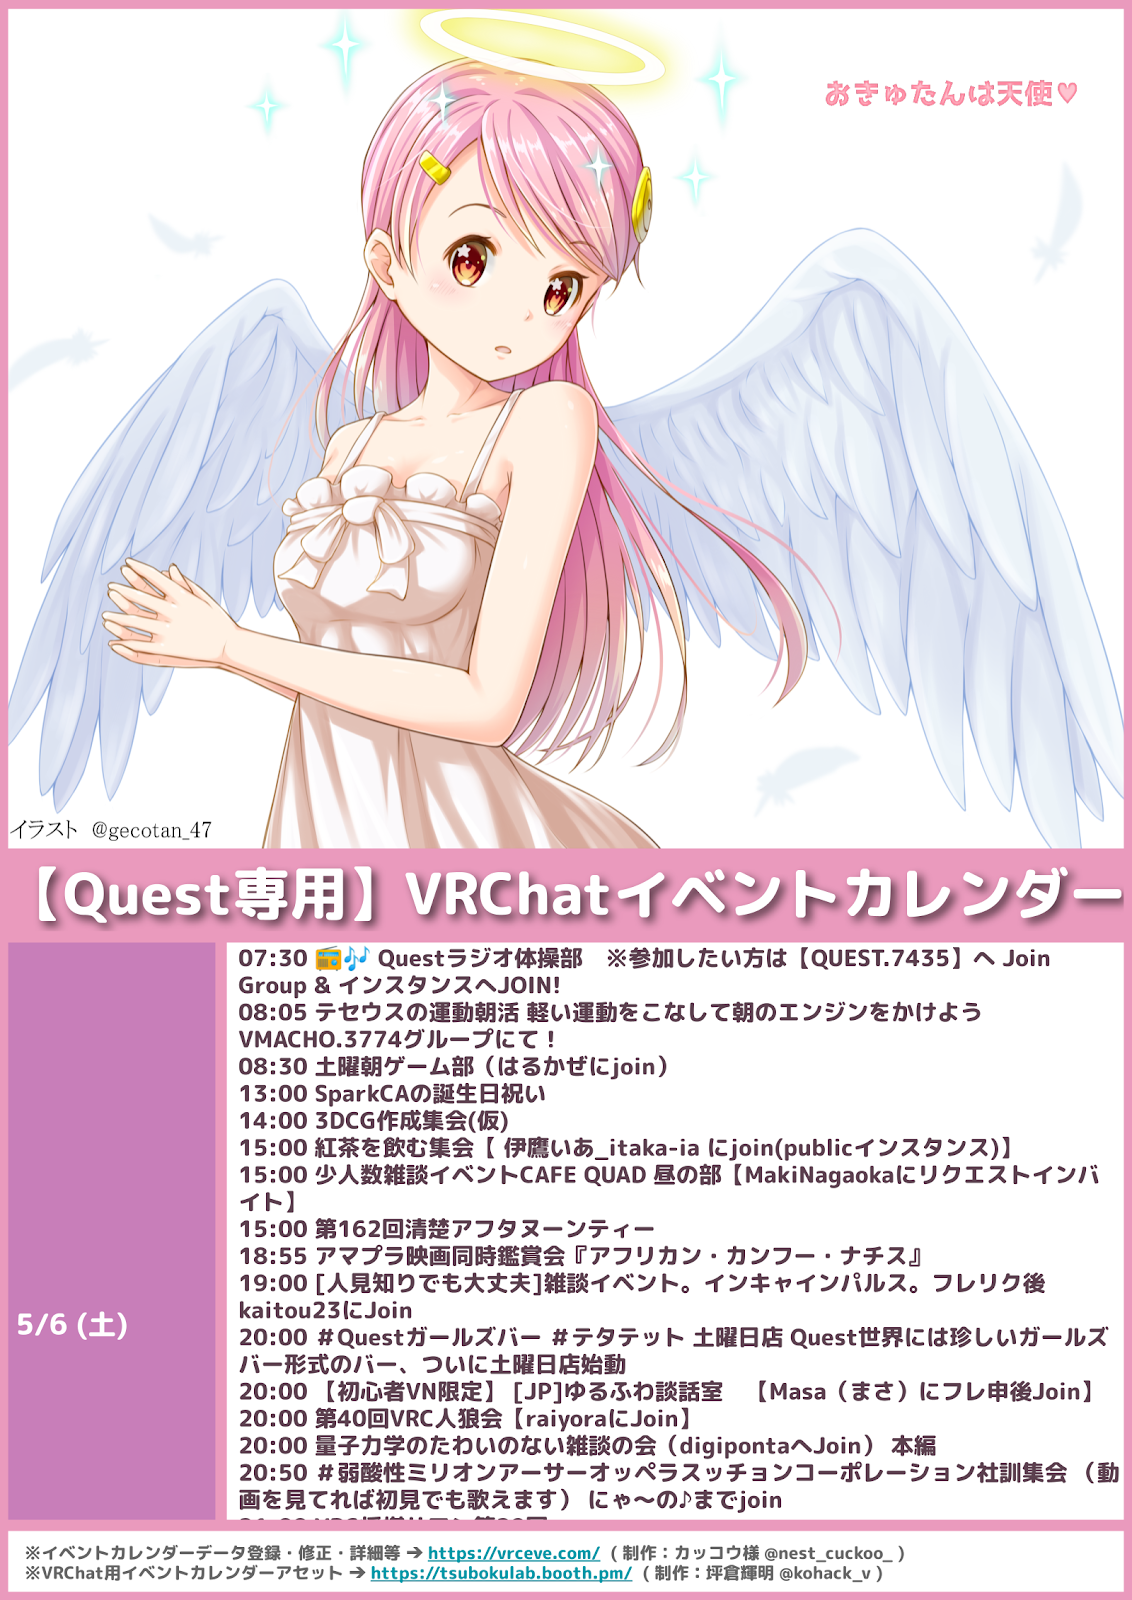 おきゅたんは天使♥
イラスト @gecotan_47
【Quest専用】VRChatイベントカレンダー
5/6 (土)
07:30 📻🎶 Questラジオ体操部　※参加したい方は【QUEST.7435】へ Join
Group & インスタンスへJOIN!
08:05 テセウスの運動朝活 軽い運動をこなして朝のエンジンをかけよう
VMACHO.3774グループにて！
08:30 土曜朝ゲーム部（はるかぜにjoin）
13:00 SparkCAの誕生日祝い
14:00 3DCG作成集会(仮)
15:00 紅茶を飲む集会【 伊鷹いあ_itaka-ia にjoin(publicインスタンス)】
15:00 少人数雑談イベントCAFE QUAD 昼の部【MakiNagaokaにリクエストインバ
イト】
15:00 第162回清楚アフタヌーンティー
18:55 アマプラ映画同時鑑賞会『アフリカン・カンフー・ナチス』
19:00 [人見知りでも大丈夫]雑談イベント。インキャインパルス。フレリク後
kaitou23にJoin
20:00 ＃Questガールズバー ＃テタテット 土曜日店 Quest世界には珍しいガールズ
バー形式のバー、ついに土曜日店始動
20:00 【初心者VN限定】 [JP]ゆるふわ談話室　【Masa（まさ）にフレ申後Join】
20:00 第40回VRC人狼会【raiyoraにJoin】
20:00 量子力学のたわいのない雑談の会（digipontaへJoin） 本編
20:50 ＃弱酸性ミリオンアーサーオッペラスッチョンコーポレーション社訓集会 （動
画を見てれば初見でも歌えます） にゃ～の♪までjoin
※イベントカレンダーデータ登録・修正・詳細等 ➔ https://vrceve.com/ ( 制作：カッコウ様 @nest_cuckoo_ )
※VRChat用イベントカレンダーアセット ➔ https://tsubokulab.booth.pm/ ( 制作：坪倉輝明 @kohack_v )